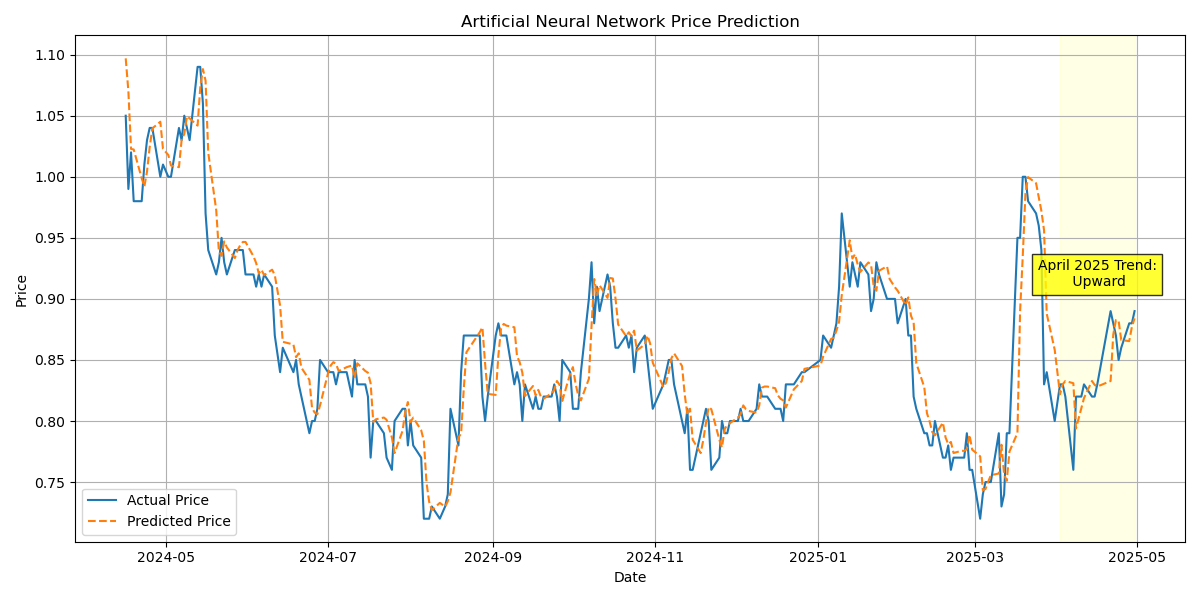 Artificial Neural Network Price Prediction
1.10
1.05
1.00
0.95
0.90
0.85
0.80
0.75
Price
April 2025 Trend:
Upward
Actual Price
Predicted Price
2024-05
2024-07
2024-09
2024-11
2025-01
2025-03
2025-05
Date